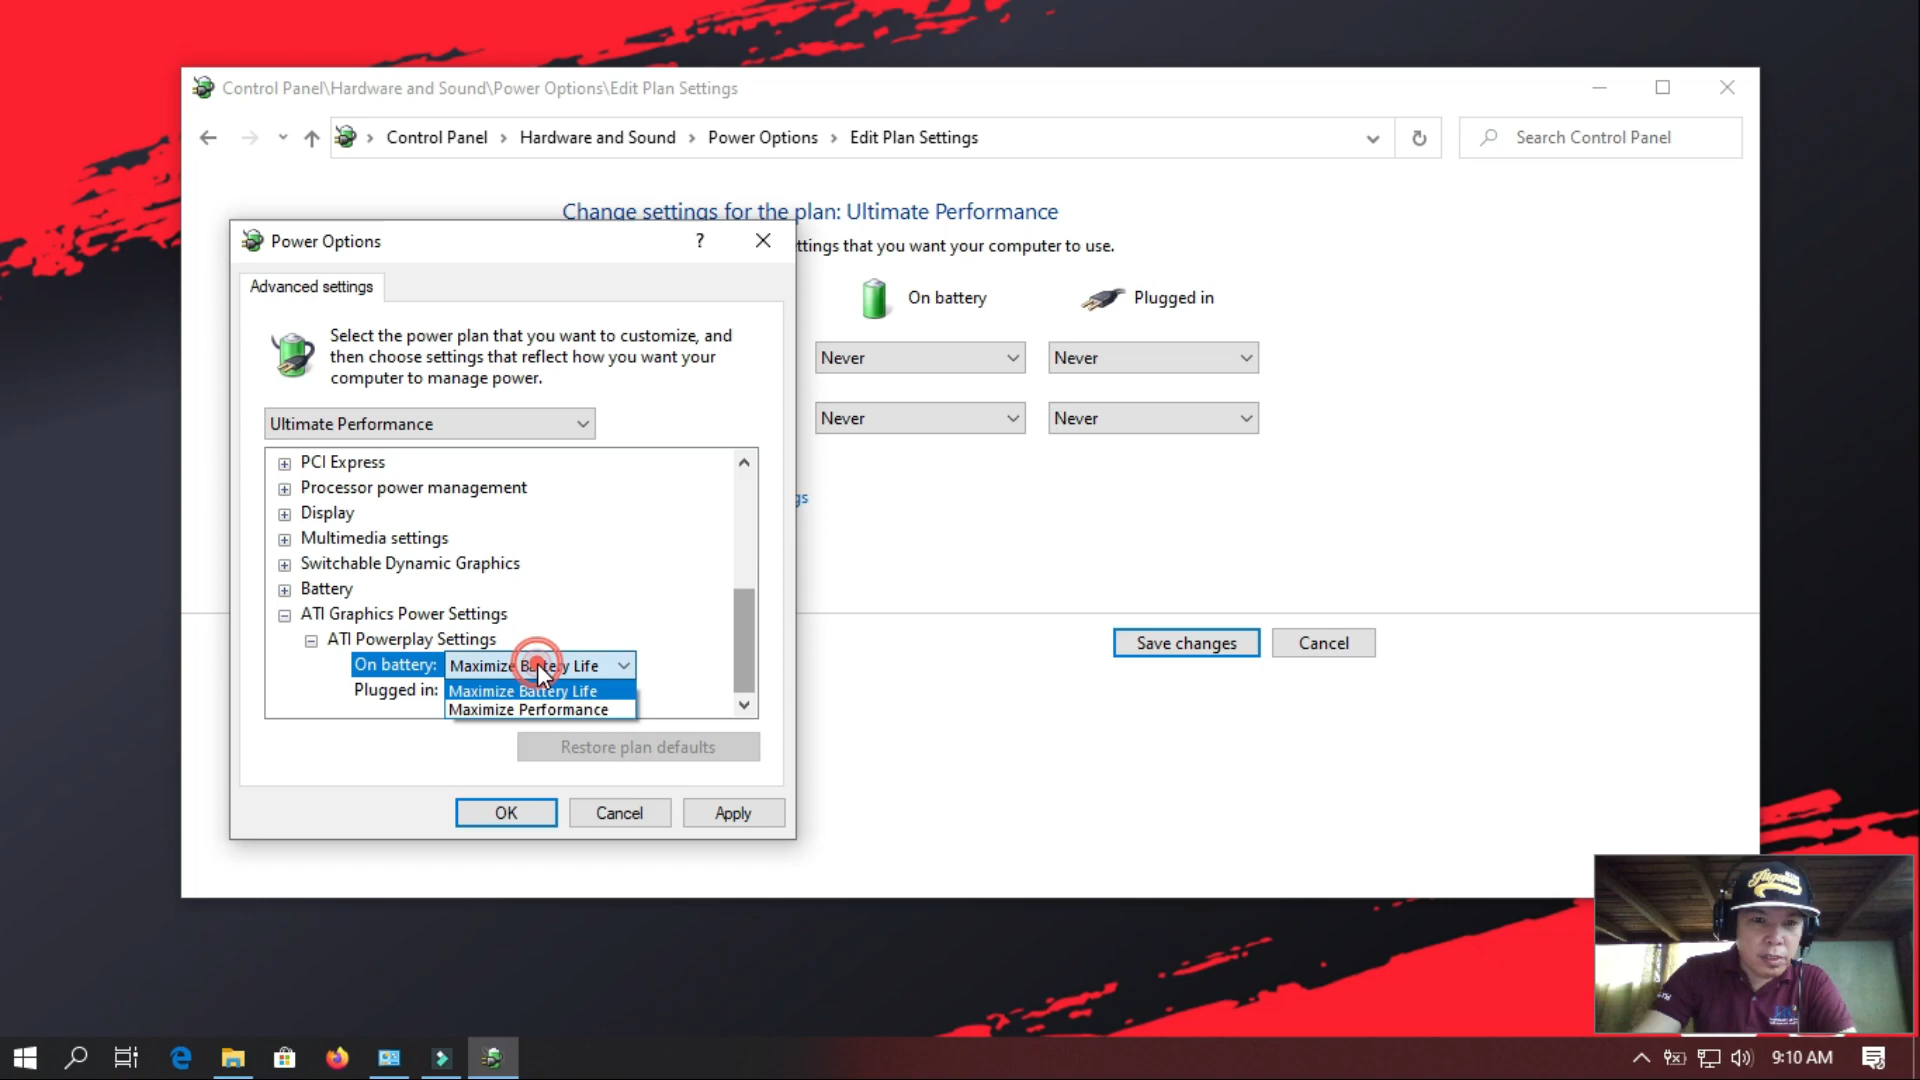 Control Panel\Hardware and Sound\Power Options\Edit Plan Settings
Control Panel > Hardware and Sound > Power Options > Edit Plan Settings
Search Control Panel
Change settings for the plan: Ultimate Performance
ttings that you want your computer to use.
On battery
Plugged in
Never
Never
Never
Never
gs
Save changes
Cancel
Power Options
?
Advanced settings
Select the power plan that you want to customize, and
then choose settings that reflect how you want your
computer to manage power.
Ultimate Performance
PCI Express
Processor power management
Display
Multimedia settings
Switchable Dynamic Graphics
Battery
ATI Graphics Power Settings
ATI Powerplay Settings
On battery: Maximize Battery Life
Plugged in:
Maximize Battery Life
Maximize Performance
Restore plan defaults
OK
Cancel
Apply
9:10 AM